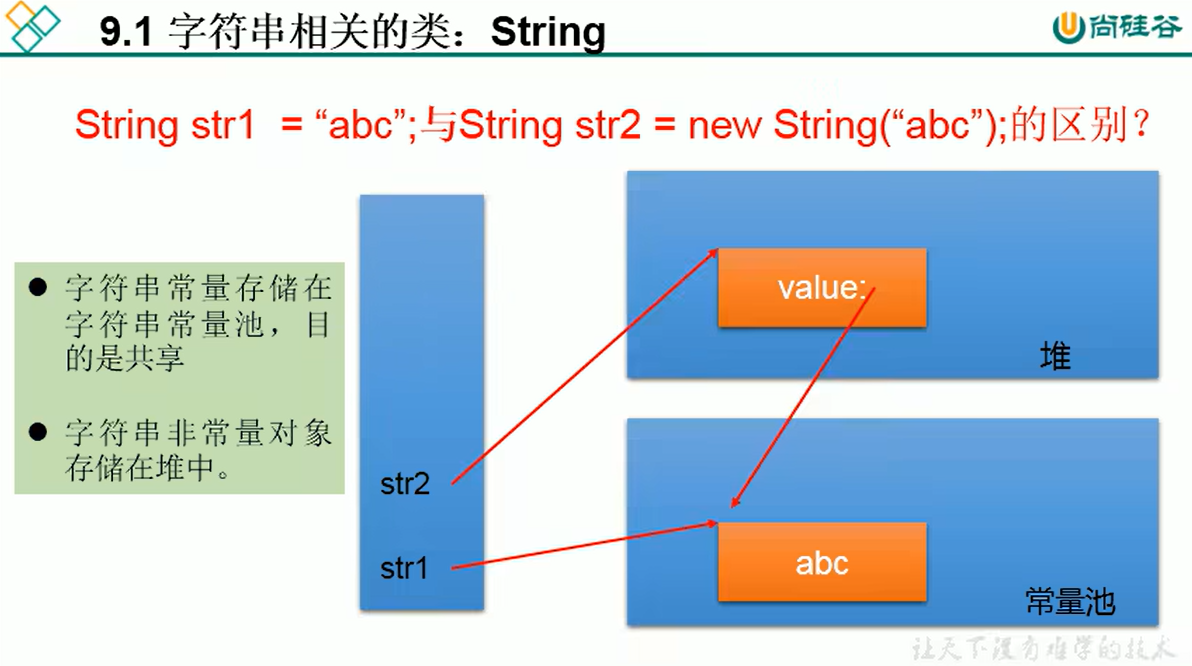 9.1 字符串相关的类：String
尚硅谷
String str1 = “abc”;与String str2 = new String(“abc”);的区别？
● 字符串常量存储在
字符串常量池，目
的是共享
● 字符串非常量对象
存储在堆中。
str2
str1
value:
堆
abc
常量池
让天下没有难学的技术